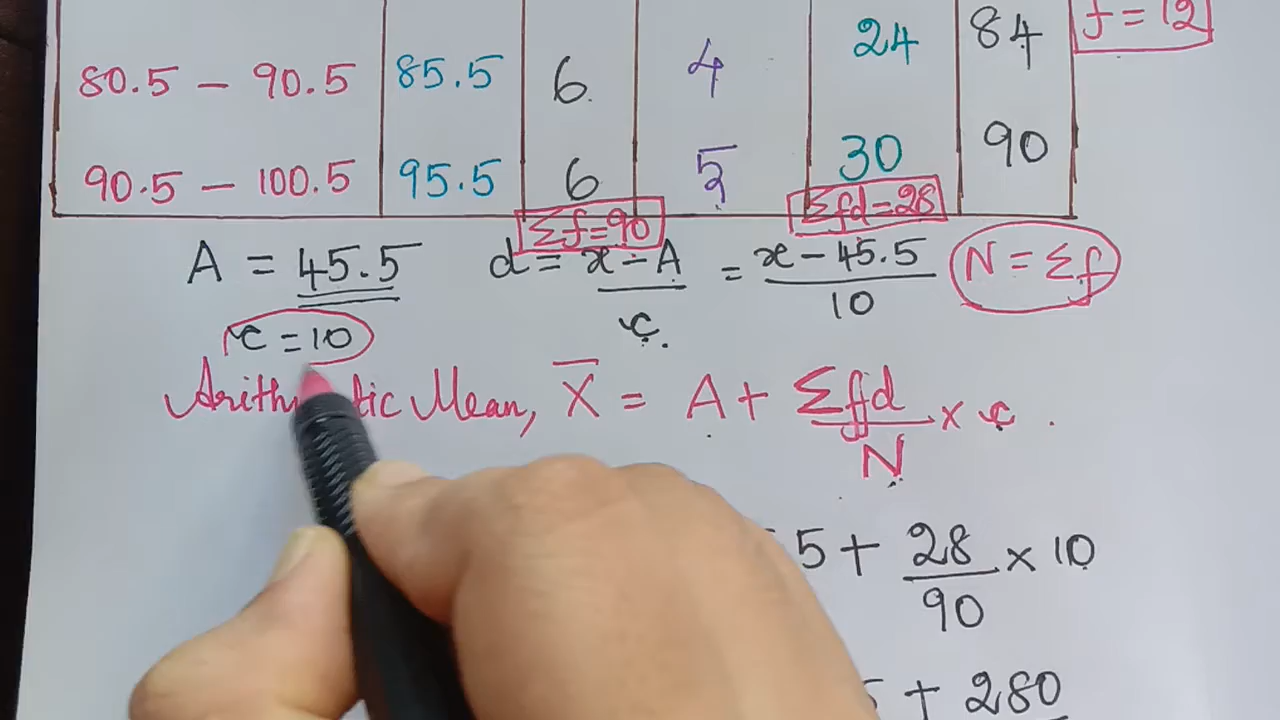 24 84 f = 12
80.5 – 90.5 85.5 6 4
90.5 – 100.5 95.5 6 5 30 90
Σf=90 Σfd=28
A = 45.5 d = x – A / c = x – 45.5 / 10 N = Σf
c = 10
Mean, X̅ = A + Σfd / N × c
5 + 28 / 90 × 10
+ 280